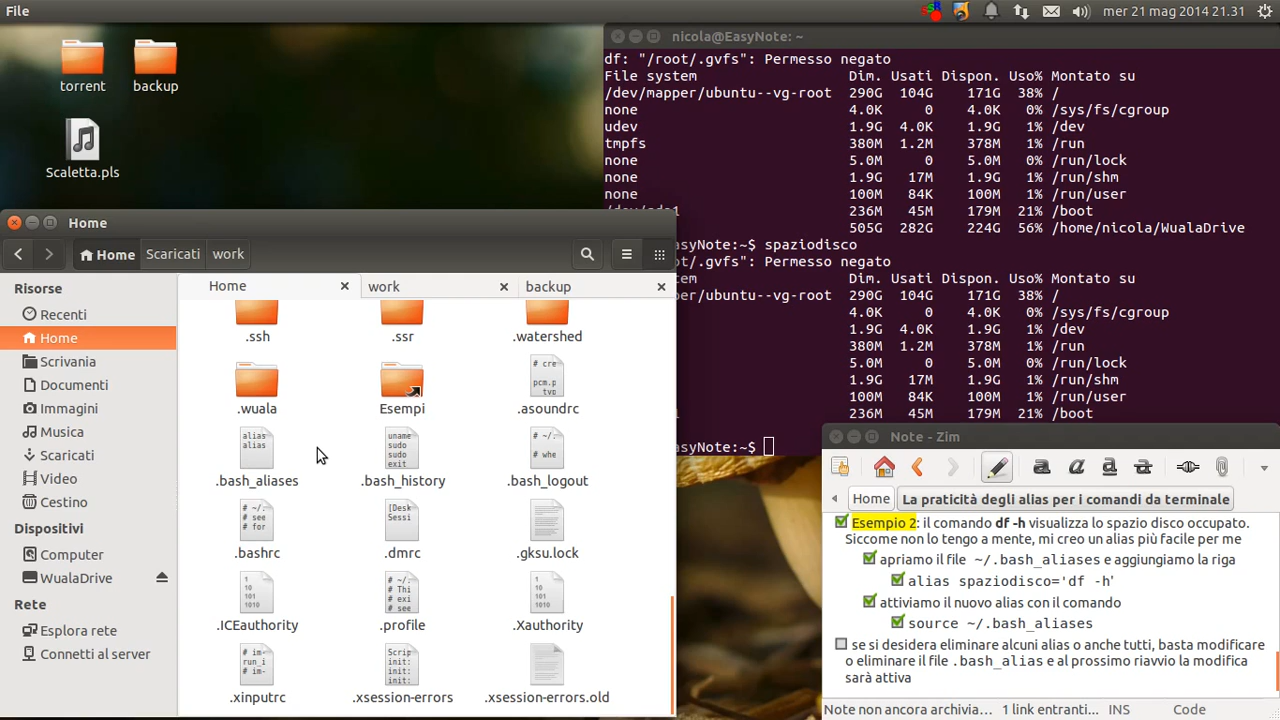 File
mer 21 mag 2014 21.31
torrent
backup
Scaletta.pls
nicola@EasyNote: ~
df: "/root/.gvfs": Permesso negato
File system Dim. Usati Dispon. Uso% Montato su
/dev/mapper/ubuntu--vg-root 290G 104G 171G 38% /
none 4.0K 0 4.0K 0% /sys/fs/cgroup
udev 1.9G 4.0K 1.9G 1% /dev
tmpfs 380M 1.2M 378M 1% /run
none 5.0M 0 5.0M 0% /run/lock
none 1.9G 17M 1.9G 1% /run/shm
none 100M 84K 100M 1% /run/user
236M 45M 179M 21% /boot
505G 282G 224G 56% /home/nicola/WualaDrive
asyNote:~$ spaziodisco
t/.gvfs": Permesso negato
em Dim. Usati Dispon. Uso% Montato su
apper/ubuntu--vg-root 290G 104G 171G 38% /
4.0K 0 4.0K 0% /sys/fs/cgroup
1.9G 4.0K 1.9G 1% /dev
380M 1.2M 378M 1% /run
5.0M 0 5.0M 0% /run/lock
1.9G 17M 1.9G 1% /run/shm
100M 84K 100M 1% /run/user
1 236M 45M 179M 21% /boot
asyNote:~$
Home
Home Scaricati work
Risorse
Recenti
Home
Scrivania
Documenti
Immagini
Musica
Scaricati
Video
Cestino
Dispositivi
Computer
WualaDrive
Rete
Esplora rete
Connetti al server
Home work backup
.ssh .ssr .watershed
.wuala Esempi .asoundrc
.bash_aliases .bash_history .bash_logout
.bashrc .dmrc .gksu.lock
.ICEauthority .profile .Xauthority
.xinputrc .xsession-errors .xsession-errors.old
Note - Zim
Home La praticità degli alias per i comandi da terminale
Esempio 2: il comando df -h visualizza lo spazio disco occupato.
Siccome non lo tengo a mente, mi creo un alias più facile per me
apriamo il file ~/.bash_aliases e aggiungiamo la riga
alias spaziodisco='df -h'
attiviamo il nuovo alias con il comando
source ~/.bash_aliases
se si desidera eliminare alcuni alias o anche tutti, basta modificare
o eliminare il file .bash_alias e al prossimo riavvio la modifica
sarà attiva
Note non ancora archivia... 1 link entranti... INS Code